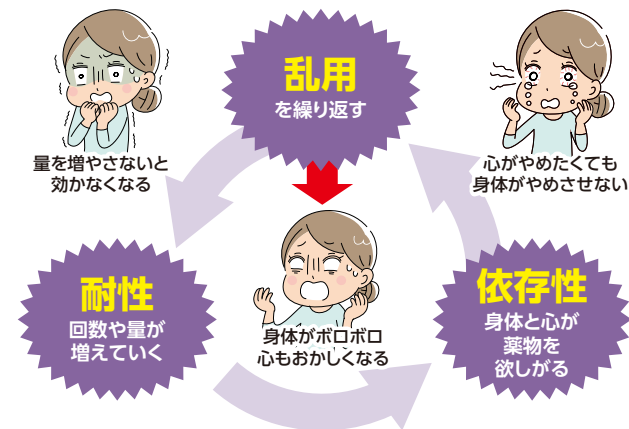 乱用
を繰り返す
量を増やさないと
効かなくなる
心がやめたくても
身体がやめさせない
耐性
回数や量が
増えていく
身体がボロボロ
心もおかしくなる
依存性
身体と心が
薬物を
欲しがる